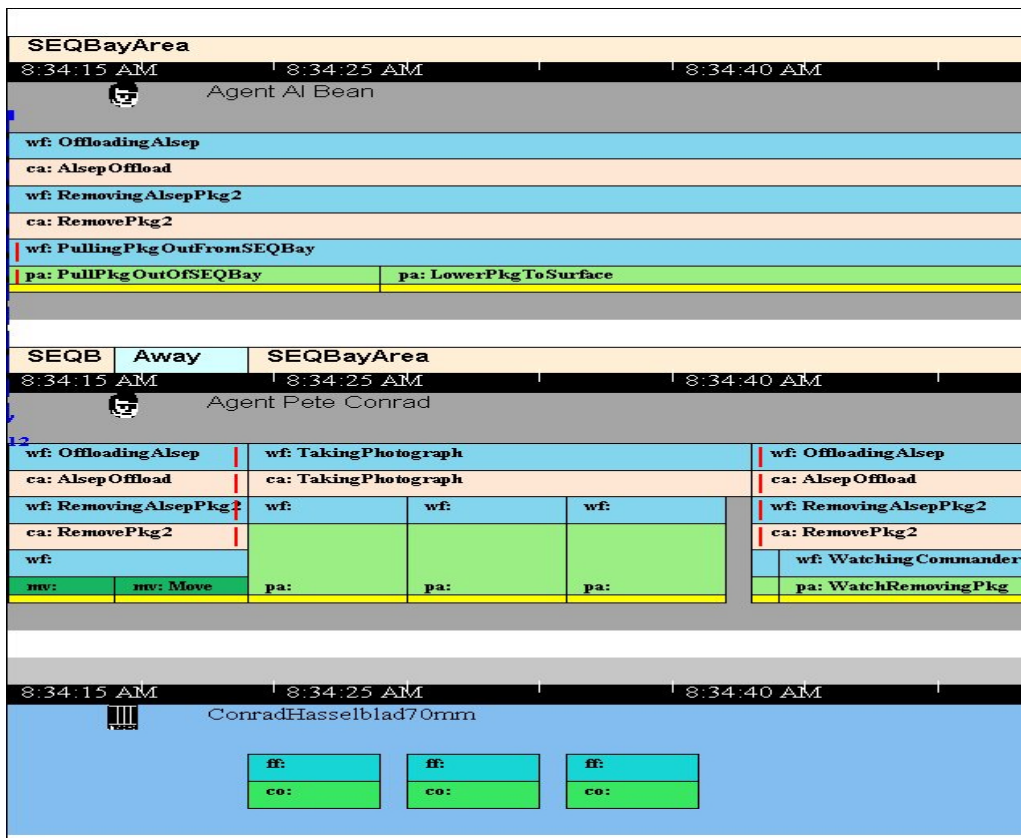 SEQBayArea
8:34:15 AM 8:34:25 AM 8:34:40 AM
Agent Al Bean
wf: OffloadingAlsep
ca: AlsepOffload
wf: RemovingAlsepPkg2
ca: RemovePkg2
wf: PullingPkgOutFromSEQBay
pa: PullPkgOutOfSEQBay pa: LowerPkgToSurface
SEQB Away SEQBayArea
8:34:15 AM 8:34:25 AM 8:34:40 AM
Agent Pete Conrad
12
wf: OffloadingAlsep wf: TakingPhotograph wf: OffloadingAlsep
ca: AlsepOffload ca: TakingPhotograph ca: AlsepOffload
wf: RemovingAlsepPkg2 wf: wf: wf: wf: RemovingAlsepPkg2
ca: RemovePkg2 ca: RemovePkg2
wf: wf: WatchingCommander
mv: mv: Move pa: pa: pa: pa: WatchRemovingPkg
8:34:15 AM 8:34:25 AM 8:34:40 AM
ConradHasselblad70mm
ff: ff: ff:
co: co: co: